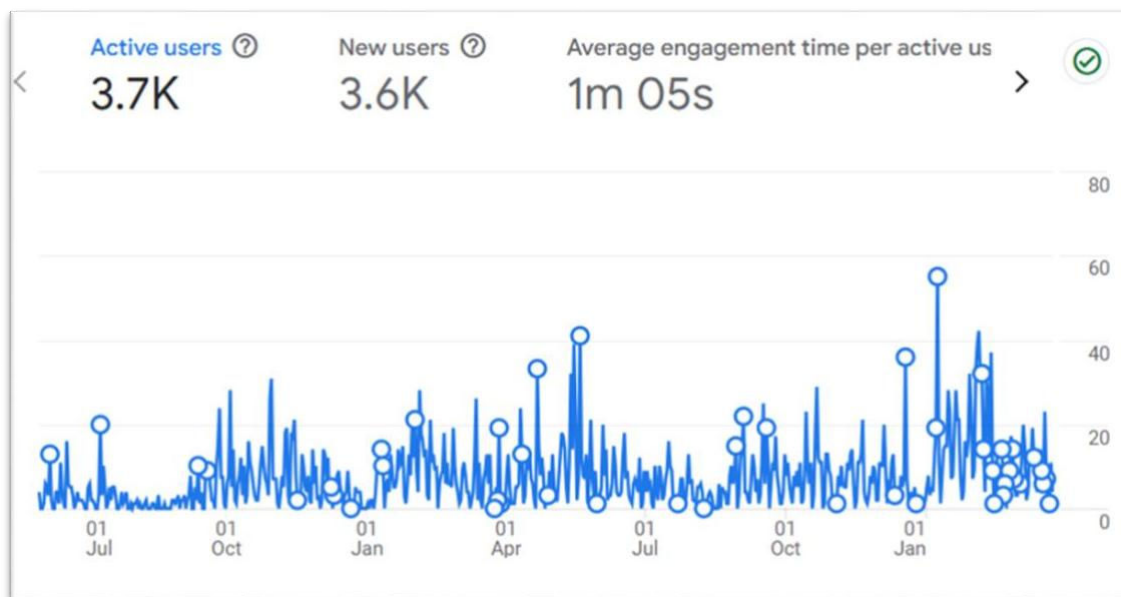 Active users
New users
Average engagement time per active us
3.7K
3.6K
1m 05s
80
60
40
20
0
01
Jul
01
Oct
01
Jan
01
Apr
01
Jul
01
Oct
01
Jan